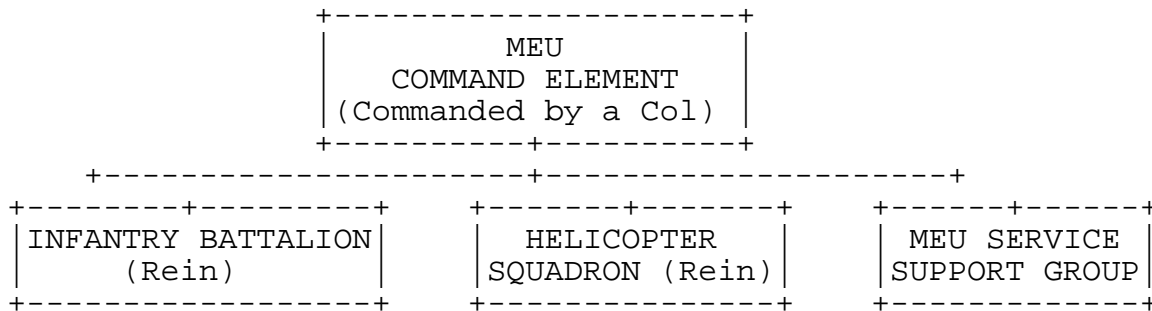 MEU
COMMAND ELEMENT
(Commanded by a Col)
INFANTRY BATTALION
(Rein)
HELICOPTER
SQUADRON (Rein)
MEU SERVICE
SUPPORT GROUP